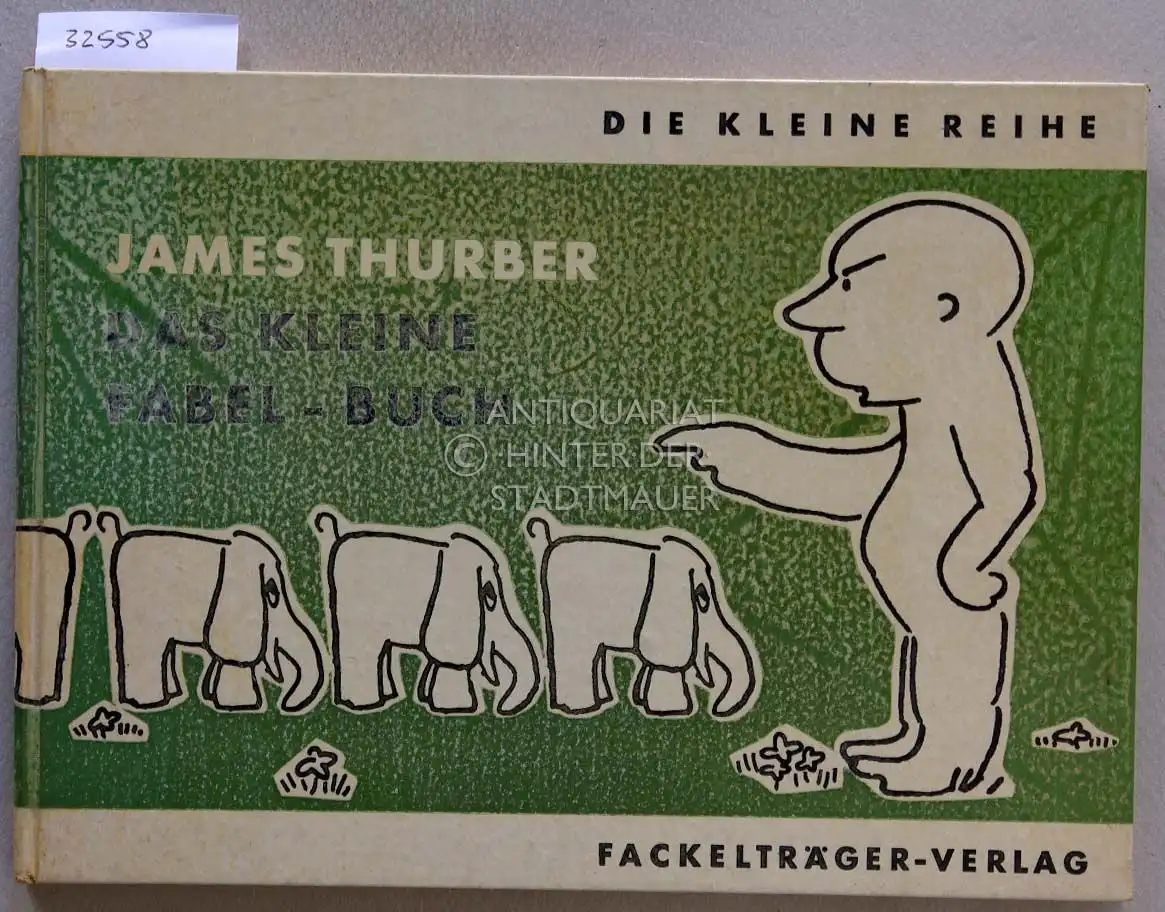 32558
DIE KLEINE REIHE
JAMES THURBER
DAS KLEINE
FABEL - BUCH
ANTIQUARIAT
© HINTER DER
STADTMAUER
FACKELTRÄGER-VERLAG